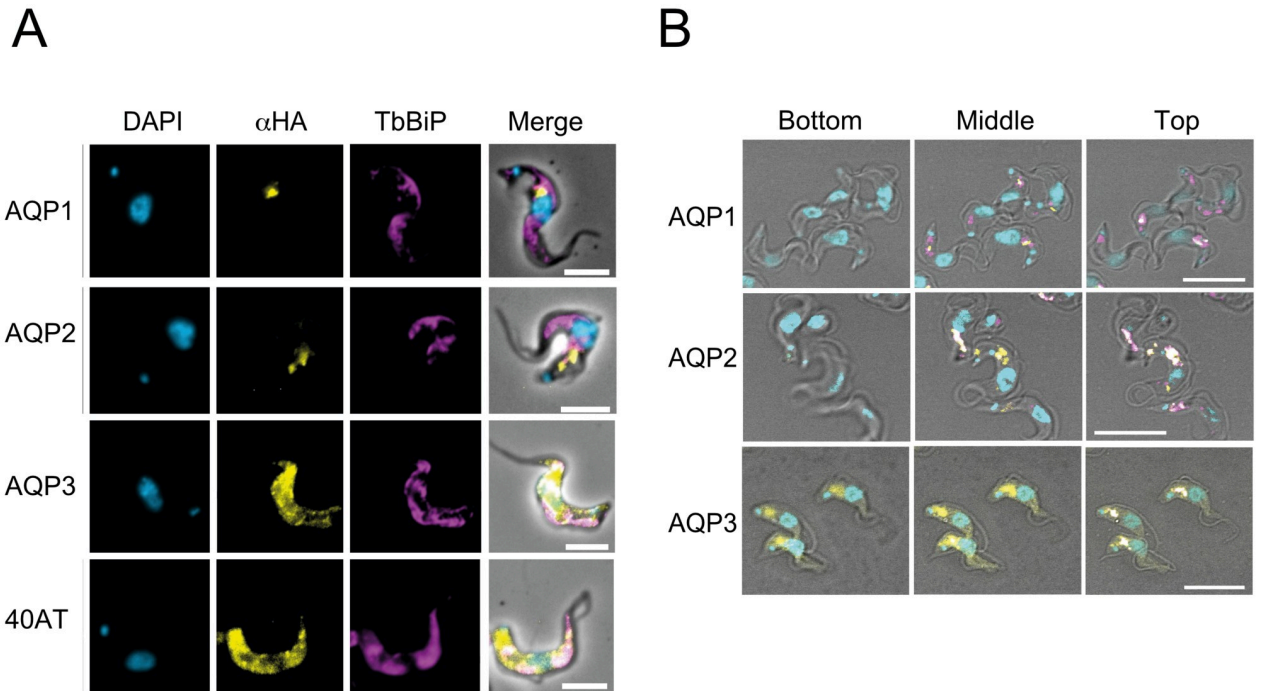 A
B
DAPI αHA TbBiP Merge
AQP1
AQP2
AQP3
40AT
Bottom Middle Top
AQP1
AQP2
AQP3